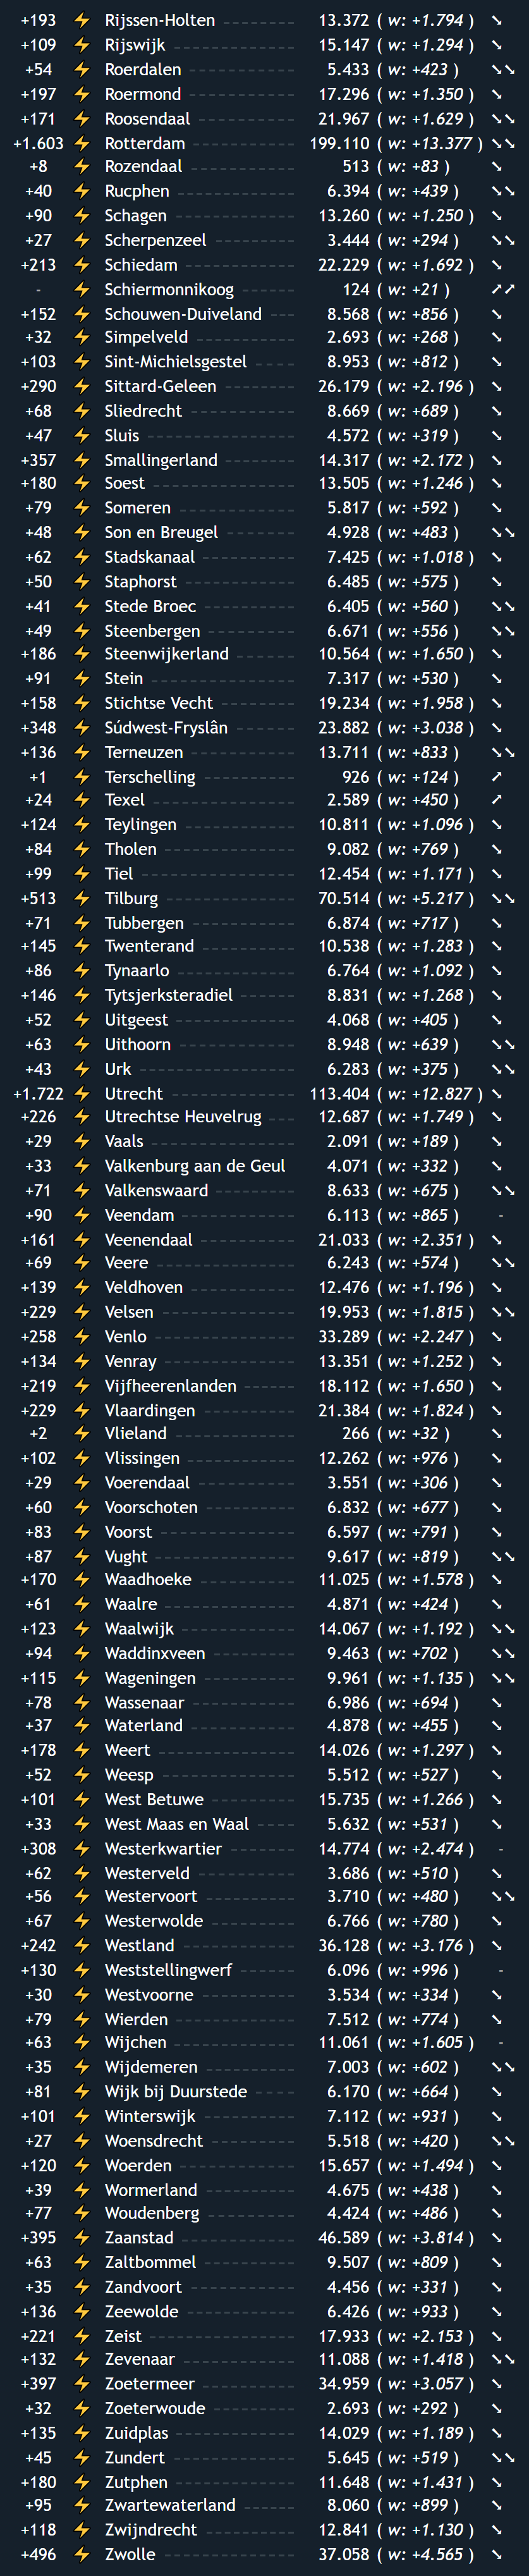 +193 ⚡ Rijssen-Holten ---------- 13.372 ( w: +1.794 ) ↘
+109 ⚡ Rijswijk ---------------- 15.147 ( w: +1.294 ) ↘
+54 ⚡ Roerdalen -------------- 5.433 ( w: +423 ) ↘↘
+197 ⚡ Roermond -------------- 17.296 ( w: +1.350 ) ↘
+171 ⚡ Roosendaal ------------ 21.967 ( w: +1.629 ) ↘↘
+1.603 ⚡ Rotterdam ------------- 199.110 ( w: +13.377 ) ↘↘
+8 ⚡ Rozendaal ------------- 513 ( w: +83 ) ↘
+40 ⚡ Rucphen --------------- 6.394 ( w: +439 ) ↘↘
+90 ⚡ Schagen --------------- 13.260 ( w: +1.250 ) ↘
+27 ⚡ Scherpenzeel ---------- 3.444 ( w: +294 ) ↘↘
+213 ⚡ Schiedam -------------- 22.229 ( w: +1.692 ) ↘
- ⚡ Schiermonnikoog ------- 124 ( w: +21 ) ↗↗
+152 ⚡ Schouwen-Duiveland --- 8.568 ( w: +856 ) ↘
+32 ⚡ Simpelveld ------------ 2.693 ( w: +268 ) ↘
+103 ⚡ Sint-Michielsgestel ----- 8.953 ( w: +812 ) ↘
+290 ⚡ Sittard-Geleen --------- 26.179 ( w: +2.196 ) ↘
+68 ⚡ Sliedrecht ------------- 8.669 ( w: +689 ) ↘
+47 ⚡ Sluis ------------------ 4.572 ( w: +319 ) ↘
+357 ⚡ Smallingerland --------- 14.317 ( w: +2.172 ) ↘
+180 ⚡ Soest ----------------- 13.505 ( w: +1.246 ) ↘
+79 ⚡ Someren --------------- 5.817 ( w: +592 ) ↘
+48 ⚡ Son en Breugel -------- 4.928 ( w: +483 ) ↘↘
+62 ⚡ Stadskanaal ----------- 7.425 ( w: +1.018 ) ↘
+50 ⚡ Staphorst ------------- 6.485 ( w: +575 ) ↘
+41 ⚡ Stede Broec ----------- 6.405 ( w: +560 ) ↘↘
+49 ⚡ Steenbergen ---------- 6.671 ( w: +556 ) ↘↘
+186 ⚡ Steenwijkerland ------- 10.564 ( w: +1.650 ) ↘
+91 ⚡ Stein ----------------- 7.317 ( w: +530 ) ↘
+158 ⚡ Stichtse Vecht --------- 19.234 ( w: +1.958 ) ↘
+348 ⚡ Súdwest-Fryslân ------- 23.882 ( w: +3.038 ) ↘
+136 ⚡ Terneuzen ------------- 13.711 ( w: +833 ) ↘↘
+1 ⚡ Terschelling ----------- 926 ( w: +124 ) ↗
+24 ⚡ Texel ----------------- 2.589 ( w: +450 ) ↗
+124 ⚡ Teylingen ------------- 10.811 ( w: +1.096 ) ↘
+84 ⚡ Tholen ---------------- 9.082 ( w: +769 ) ↘
+99 ⚡ Tiel ------------------- 12.454 ( w: +1.171 ) ↘
+513 ⚡ Tilburg ---------------- 70.514 ( w: +5.217 ) ↘↘
+71 ⚡ Tubbergen ------------ 6.874 ( w: +717 ) ↘
+145 ⚡ Twenterand ----------- 10.538 ( w: +1.283 ) ↘
+86 ⚡ Tynaarlo -------------- 6.764 ( w: +1.092 ) ↘
+146 ⚡ Tytsjerksteradiel ------- 8.831 ( w: +1.268 ) ↘
+52 ⚡ Uitgeest -------------- 4.068 ( w: +405 ) ↘
+63 ⚡ Uithoorn -------------- 8.948 ( w: +639 ) ↘↘
+43 ⚡ Urk ------------------- 6.283 ( w: +375 ) ↘↘
+1.722 ⚡ Utrecht --------------- 113.404 ( w: +12.827 ) ↘
+226 ⚡ Utrechtse Heuvelrug --- 12.687 ( w: +1.749 ) ↘
+29 ⚡ Vaals ----------------- 2.091 ( w: +189 ) ↘
+33 ⚡ Valkenburg aan de Geul 4.071 ( w: +332 ) ↘
+71 ⚡ Valkenswaard --------- 8.633 ( w: +675 ) ↘↘
+90 ⚡ Veendam -------------- 6.113 ( w: +865 ) -
+161 ⚡ Veenendaal ------------ 21.033 ( w: +2.351 ) ↘
+69 ⚡ Veere ----------------- 6.243 ( w: +574 ) ↘↘
+139 ⚡ Veldhoven ------------ 12.476 ( w: +1.196 ) ↘
+229 ⚡ Velsen ---------------- 19.953 ( w: +1.815 ) ↘↘
+258 ⚡ Venlo ----------------- 33.289 ( w: +2.247 ) ↘
+134 ⚡ Venray ---------------- 13.351 ( w: +1.252 ) ↘
+219 ⚡ Vijfheerenlanden ------ 18.112 ( w: +1.650 ) ↘
+229 ⚡ Vlaardingen ----------- 21.384 ( w: +1.824 ) ↘
+2 ⚡ Vlieland --------------- 266 ( w: +32 ) ↘
+102 ⚡ Vlissingen ------------- 12.262 ( w: +976 ) ↘
+29 ⚡ Voerendaal ------------ 3.551 ( w: +306 ) ↘
+60 ⚡ Voorschoten ----------- 6.832 ( w: +677 ) ↘
+83 ⚡ Voorst ---------------- 6.597 ( w: +791 ) ↘
+87 ⚡ Vught ----------------- 9.617 ( w: +819 ) ↘↘
+170 ⚡ Waadhoeke ------------ 11.025 ( w: +1.578 ) ↘
+61 ⚡ Waalre ---------------- 4.871 ( w: +424 ) ↘
+123 ⚡ Waalwijk -------------- 14.067 ( w: +1.192 ) ↘↘
+94 ⚡ Waddinxveen ---------- 9.463 ( w: +702 ) ↘↘
+115 ⚡ Wageningen ----------- 9.961 ( w: +1.135 ) ↘↘
+78 ⚡ Wassenaar ------------ 6.986 ( w: +694 ) ↘
+37 ⚡ Waterland ------------- 4.878 ( w: +455 ) ↘
+178 ⚡ Weert ----------------- 14.026 ( w: +1.297 ) ↘
+52 ⚡ Weesp ---------------- 5.512 ( w: +527 ) ↘
+101 ⚡ West Betuwe ---------- 15.735 ( w: +1.266 ) ↘
+33 ⚡ West Maas en Waal ----- 5.632 ( w: +531 ) ↘
+308 ⚡ Westerkwartier -------- 14.774 ( w: +2.474 ) -
+62 ⚡ Westerveld ------------ 3.686 ( w: +510 ) ↘
+56 ⚡ Westervoort ----------- 3.710 ( w: +480 ) ↘↘
+67 ⚡ Westerwolde ---------- 6.766 ( w: +780 ) ↘
+242 ⚡ Westland -------------- 36.128 ( w: +3.176 ) ↘
+130 ⚡ Weststellingwerf ------- 6.096 ( w: +996 ) -
+30 ⚡ Westvoorne ----------- 3.534 ( w: +334 ) ↘
+79 ⚡ Wierden --------------- 7.512 ( w: +774 ) ↘
+63 ⚡ Wijchen --------------- 11.061 ( w: +1.605 ) -
+35 ⚡ Wijdemeren ----------- 7.003 ( w: +602 ) ↘↘
+81 ⚡ Wijk bij Duurstede ---- 6.170 ( w: +664 ) ↘
+101 ⚡ Winterswijk ----------- 7.112 ( w: +931 ) ↘
+27 ⚡ Woensdrecht ---------- 5.518 ( w: +420 ) ↘↘
+120 ⚡ Woerden -------------- 15.657 ( w: +1.494 ) ↘
+39 ⚡ Wormerland ----------- 4.675 ( w: +438 ) ↘
+77 ⚡ Woudenberg ----------- 4.424 ( w: +486 ) ↘
+395 ⚡ Zaanstad -------------- 46.589 ( w: +3.814 ) ↘
+63 ⚡ Zaltbommel ----------- 9.507 ( w: +809 ) ↘
+35 ⚡ Zandvoort ------------- 4.456 ( w: +331 ) ↘
+136 ⚡ Zeewolde ------------- 6.426 ( w: +933 ) ↘
+221 ⚡ Zeist ------------------ 17.933 ( w: +2.153 ) ↘
+132 ⚡ Zevenaar -------------- 11.088 ( w: +1.418 ) ↘↘
+397 ⚡ Zoetermeer ----------- 34.959 ( w: +3.057 ) ↘
+32 ⚡ Zoeterwoude ---------- 2.693 ( w: +292 ) ↘
+135 ⚡ Zuidplas --------------- 14.029 ( w: +1.189 ) ↘
+45 ⚡ Zundert --------------- 5.645 ( w: +519 ) ↘↘
+180 ⚡ Zutphen --------------- 11.648 ( w: +1.431 ) ↘
+95 ⚡ Zwartewaterland ------ 8.060 ( w: +899 ) ↘
+118 ⚡ Zwijndrecht ----------- 12.841 ( w: +1.130 ) ↘
+496 ⚡ Zwolle ---------------- 37.058 ( w: +4.565 ) ↘